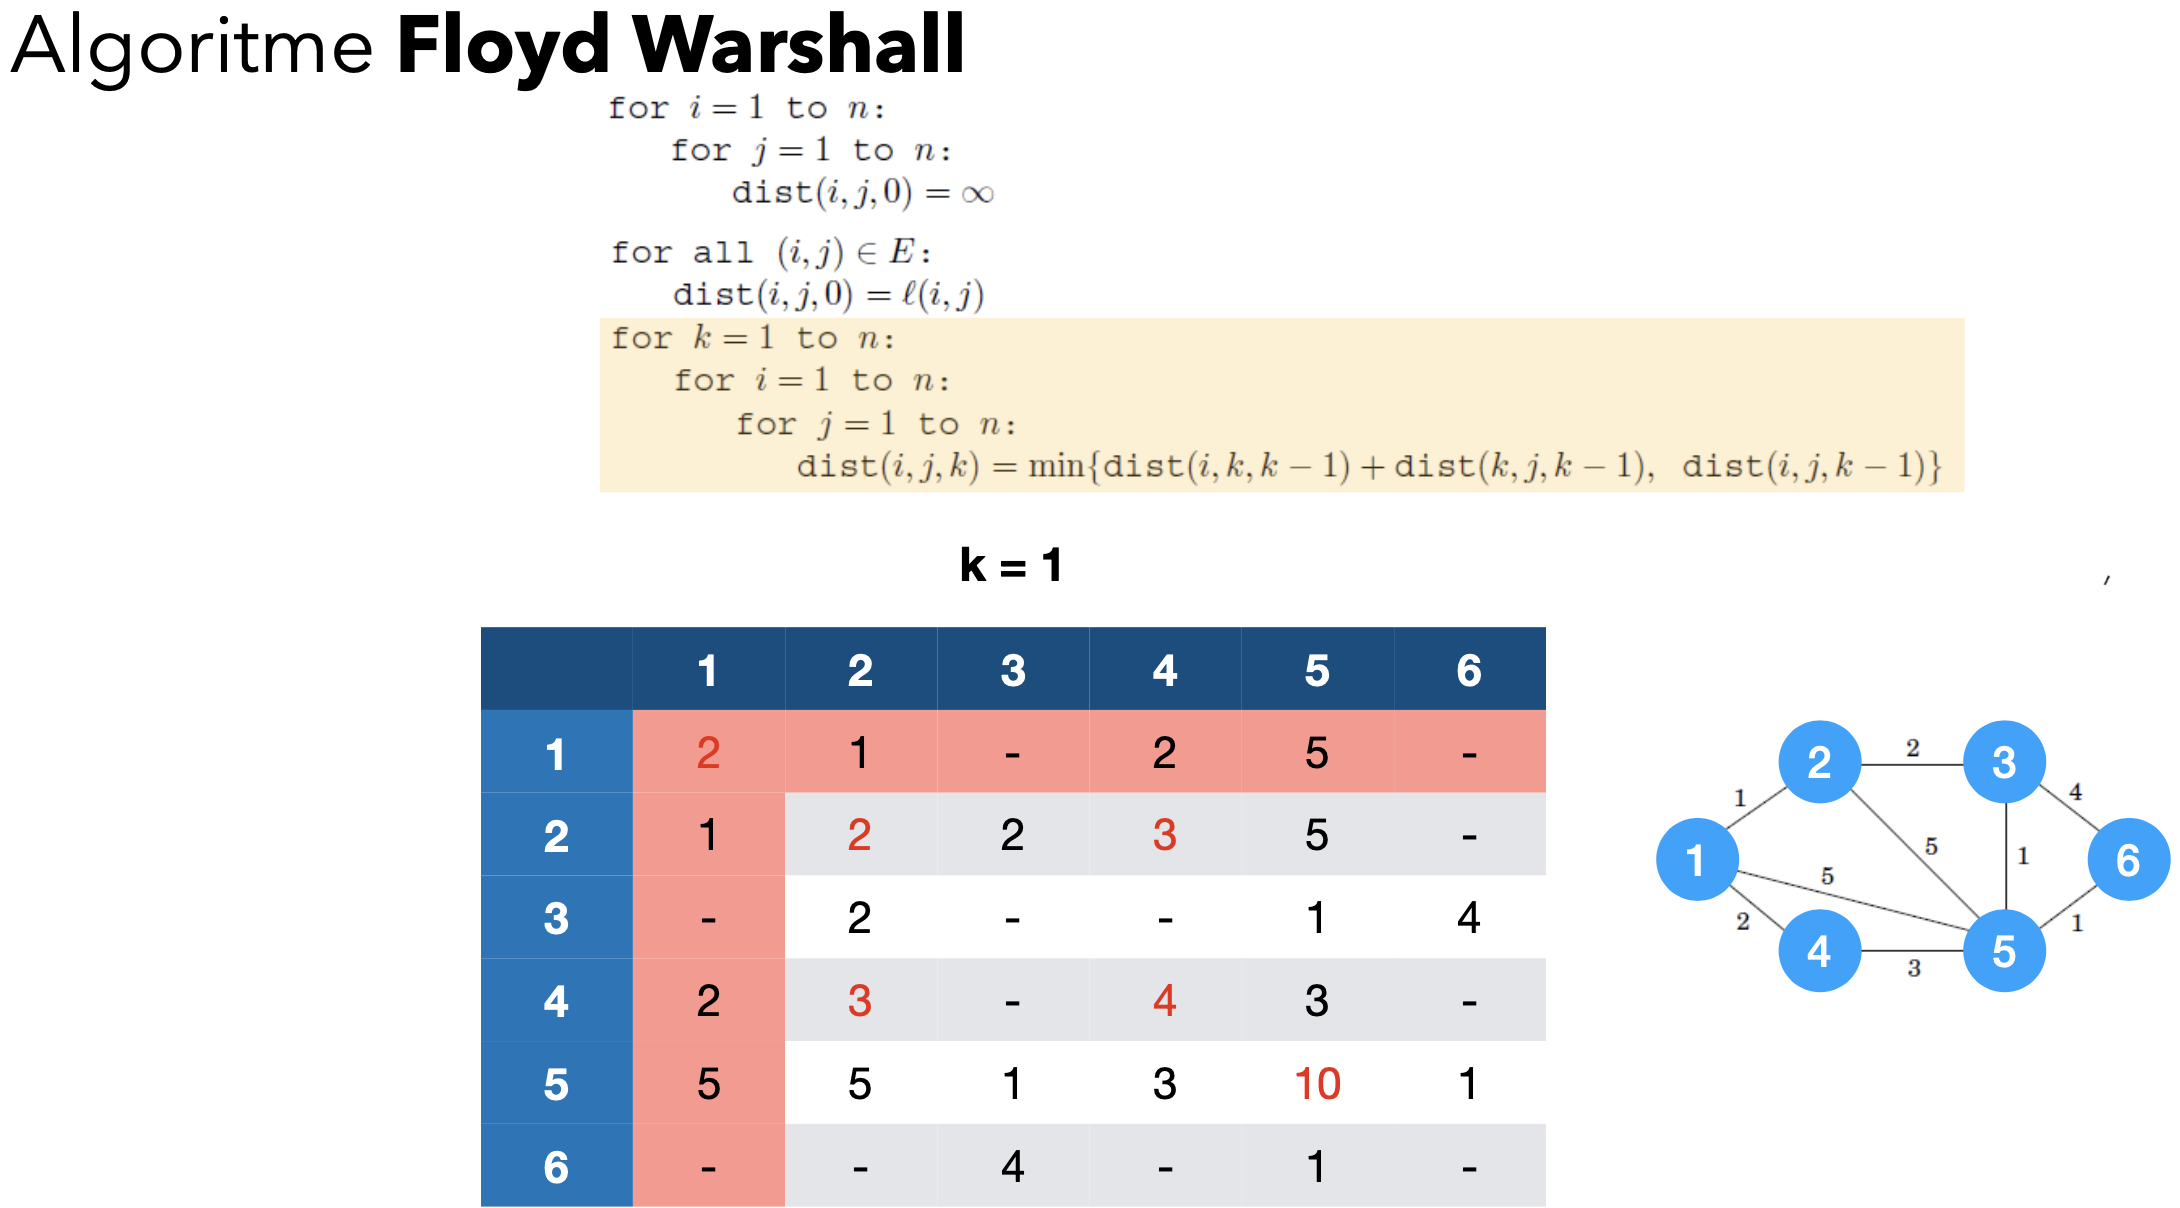 Algoritme Floyd Warshall
for i = 1 to n:
for j = 1 to n:
dist(i, j, 0) = ∞
for all (i, j) ∈ E:
dist(i, j, 0) = ℓ(i, j)
for k = 1 to n:
for i = 1 to n:
for j = 1 to n:
dist(i, j, k) = min{dist(i, k, k − 1) + dist(k, j, k − 1), dist(i, j, k − 1)}
k = 1
,
1 2 3 4 5 6
1 2 1 - 2 5 -
2 1 2 2 3 5 -
3 - 2 - - 1 4
4 2 3 - 4 3 -
5 5 5 1 3 10 1
6 - - 4 - 1 -
2 2 3
1 4
5 1
1 5 6
2 1
4 3 5